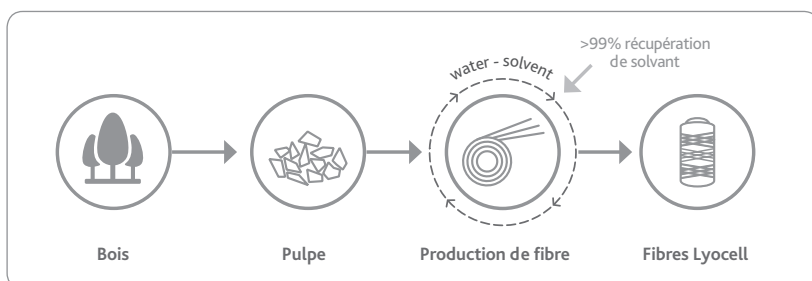 >99% récupération
de solvant
water - solvent
Bois
Pulpe
Production de fibre
Fibres Lyocell